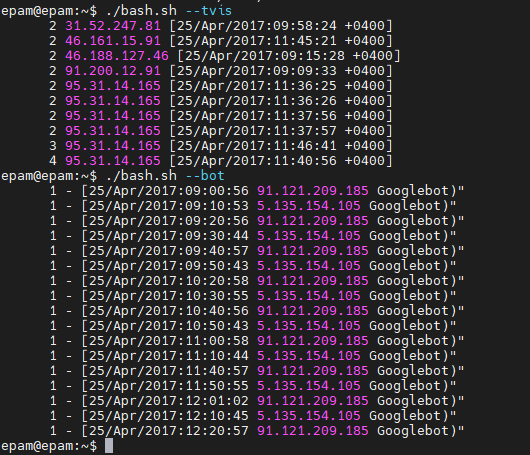 epam@epam:~$ ./bash.sh --tvis
2 31.52.247.81 [25/Apr/2017:09:58:24 +0400]
2 46.161.15.91 [25/Apr/2017:11:45:21 +0400]
2 46.188.127.46 [25/Apr/2017:09:15:28 +0400]
2 91.200.12.91 [25/Apr/2017:09:09:33 +0400]
2 95.31.14.165 [25/Apr/2017:11:36:25 +0400]
2 95.31.14.165 [25/Apr/2017:11:36:26 +0400]
2 95.31.14.165 [25/Apr/2017:11:37:56 +0400]
2 95.31.14.165 [25/Apr/2017:11:37:57 +0400]
3 95.31.14.165 [25/Apr/2017:11:46:41 +0400]
4 95.31.14.165 [25/Apr/2017:11:40:56 +0400]
epam@epam:~$ ./bash.sh --bot
1 - [25/Apr/2017:09:00:56 91.121.209.185 Googlebot)"
1 - [25/Apr/2017:09:10:53 5.135.154.105 Googlebot)"
1 - [25/Apr/2017:09:20:56 91.121.209.185 Googlebot)"
1 - [25/Apr/2017:09:30:44 5.135.154.105 Googlebot)"
1 - [25/Apr/2017:09:40:57 91.121.209.185 Googlebot)"
1 - [25/Apr/2017:09:50:43 5.135.154.105 Googlebot)"
1 - [25/Apr/2017:10:20:58 91.121.209.185 Googlebot)"
1 - [25/Apr/2017:10:30:55 5.135.154.105 Googlebot)"
1 - [25/Apr/2017:10:40:56 91.121.209.185 Googlebot)"
1 - [25/Apr/2017:10:50:43 5.135.154.105 Googlebot)"
1 - [25/Apr/2017:11:00:58 91.121.209.185 Googlebot)"
1 - [25/Apr/2017:11:10:44 5.135.154.105 Googlebot)"
1 - [25/Apr/2017:11:40:57 91.121.209.185 Googlebot)"
1 - [25/Apr/2017:11:50:55 5.135.154.105 Googlebot)"
1 - [25/Apr/2017:12:01:02 91.121.209.185 Googlebot)"
1 - [25/Apr/2017:12:10:45 5.135.154.105 Googlebot)"
1 - [25/Apr/2017:12:20:57 91.121.209.185 Googlebot)"
epam@epam:~$